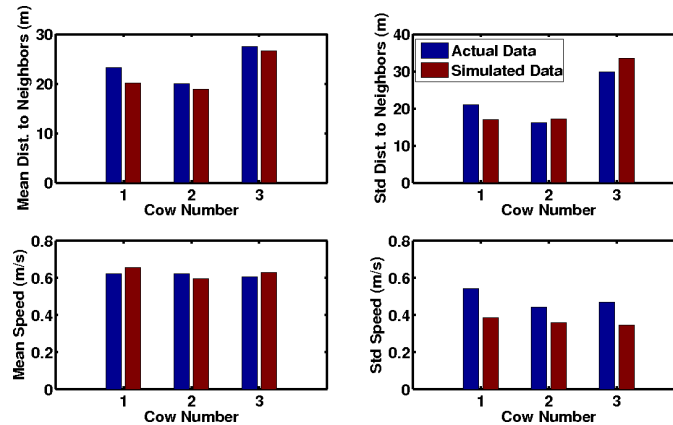 Mean Dist. to Neighbors (m)
30
20
10
0
1 2 3
Cow Number
Std Dist. to Neighbors (m)
40
30
20
10
0
Actual Data
Simulated Data
1 2 3
Cow Number
Mean Speed (m/s)
0.8
0.6
0.4
0.2
0
1 2 3
Cow Number
Std Speed (m/s)
0.8
0.6
0.4
0.2
0
1 2 3
Cow Number